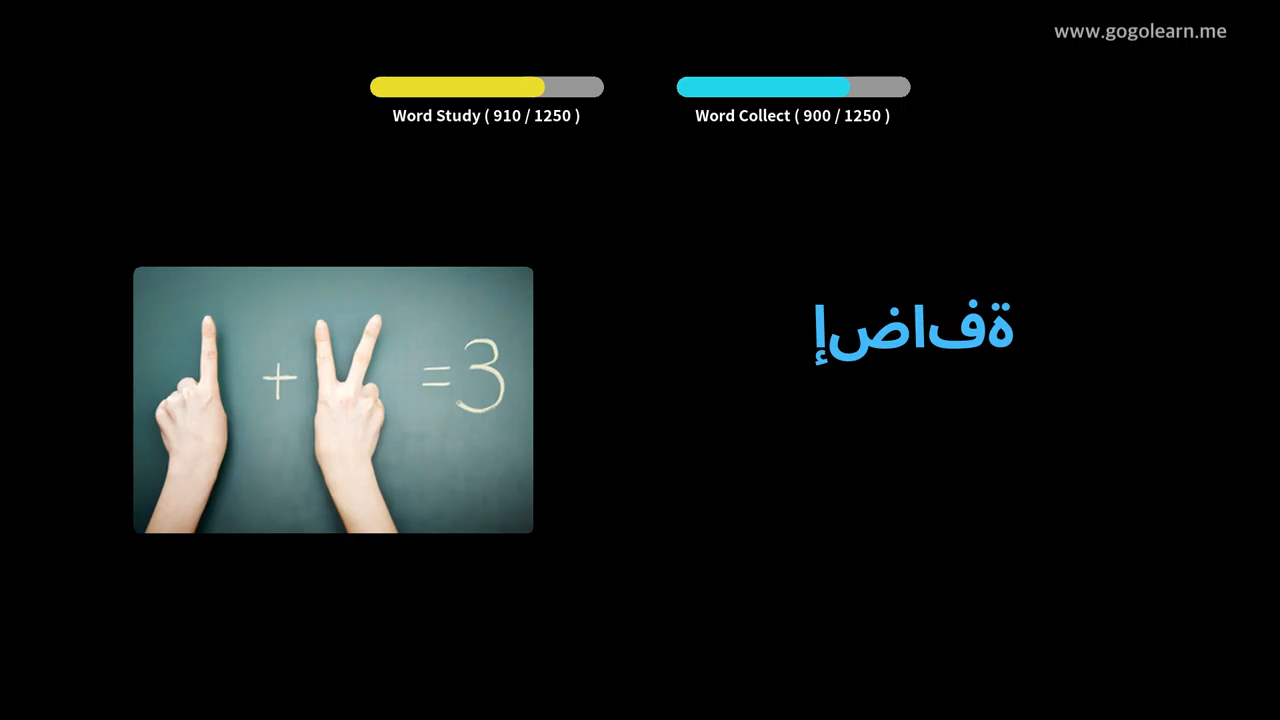 www.gogolearn.me
Word Study ( 910 / 1250 )
Word Collect ( 900 / 1250 )
+ = 3
ةفاضإ